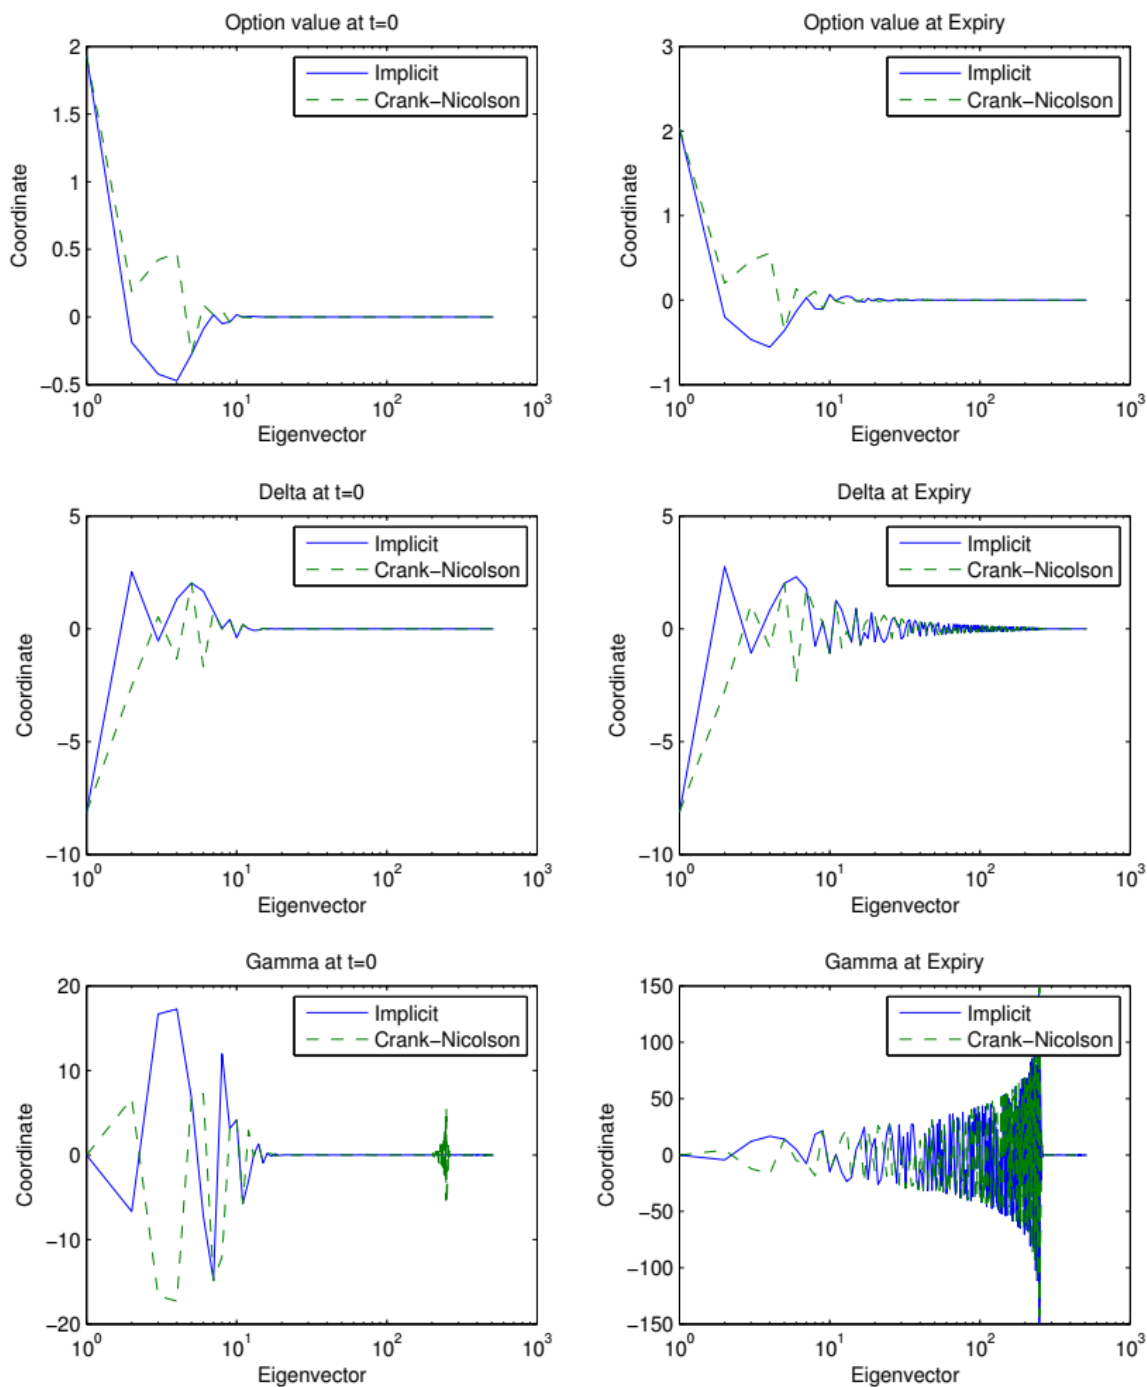 Option value at t=0
2
1.5
1
0.5
0
−0.5
Coordinate
Implicit
Crank−Nicolson
10^0
10^1
10^2
10^3
Eigenvector
Option value at Expiry
3
2
1
0
−1
Coordinate
Implicit
Crank−Nicolson
10^0
10^1
10^2
10^3
Eigenvector
Delta at t=0
5
0
−5
−10
Coordinate
Implicit
Crank−Nicolson
10^0
10^1
10^2
10^3
Eigenvector
Delta at Expiry
5
0
−5
−10
Coordinate
Implicit
Crank−Nicolson
10^0
10^1
10^2
10^3
Eigenvector
Gamma at t=0
20
10
0
−10
−20
Coordinate
Implicit
Crank−Nicolson
10^0
10^1
10^2
10^3
Eigenvector
Gamma at Expiry
150
100
50
0
−50
−100
−150
Coordinate
Implicit
Crank−Nicolson
10^0
10^1
10^2
10^3
Eigenvector